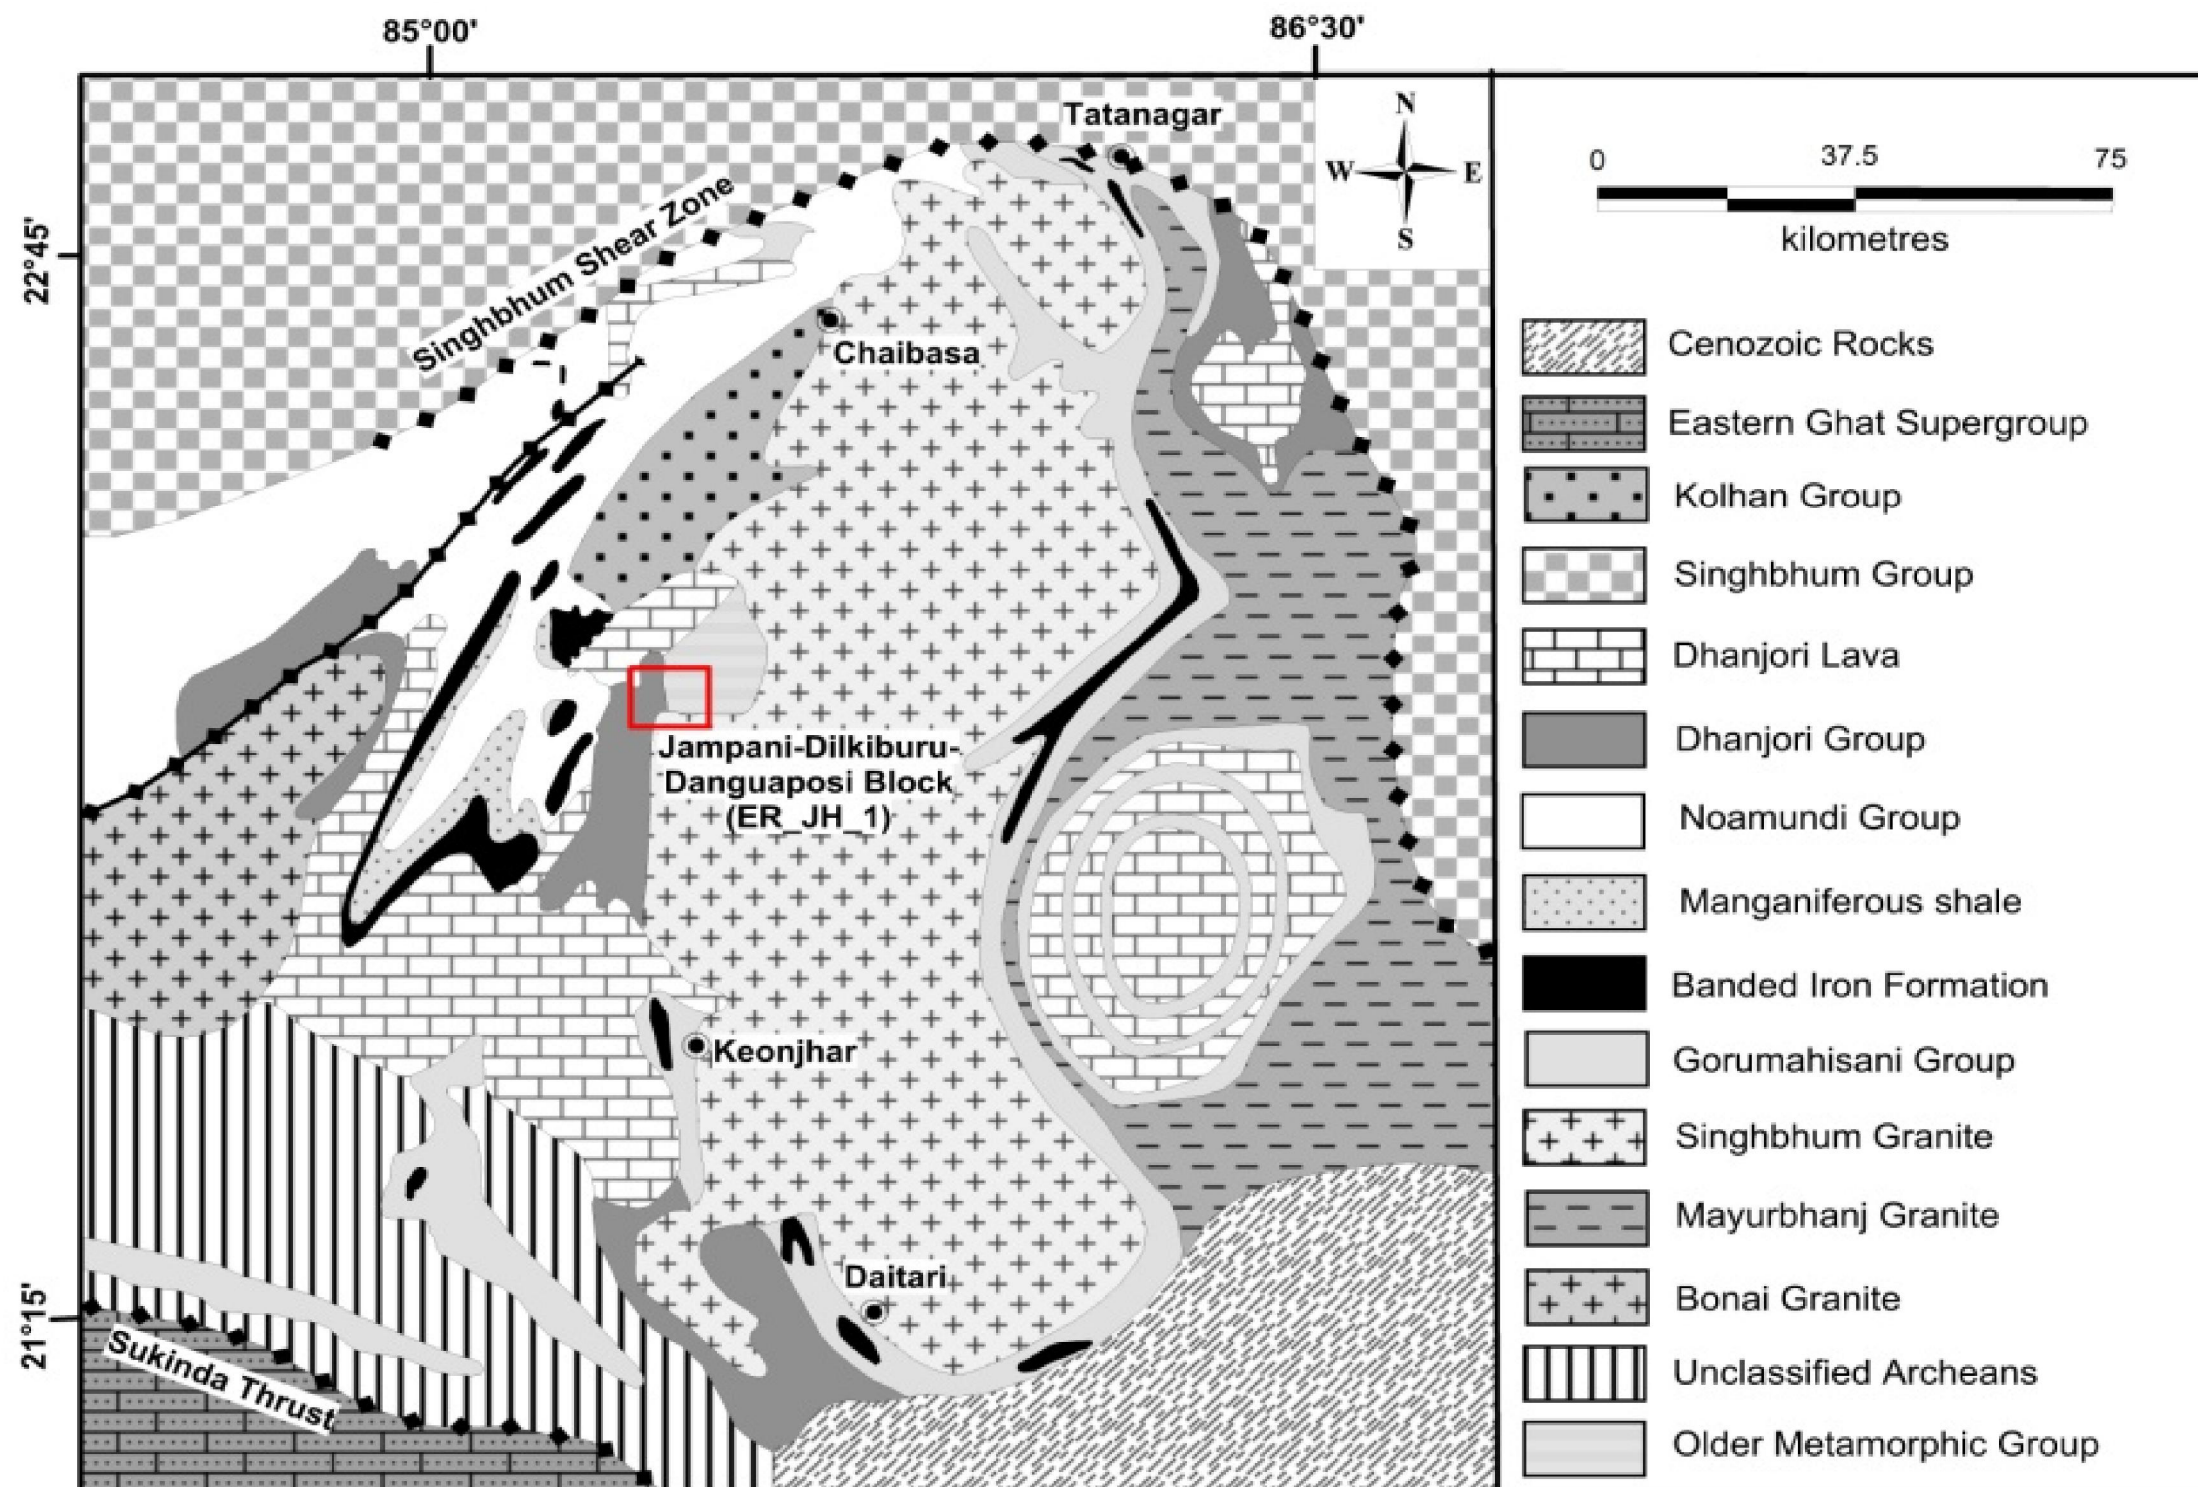 85°00'
86°30'
22°45'
21°15'
N
W
E
S
Tatanagar
Singhbhum Shear Zone
Chaibasa
Jampani-Dilkiburu-
Danguaposi Block
(ER_JH_1)
Keonjhar
Daitari
Sukinda Thrust
0
37.5
75
kilometres
Cenozoic Rocks
Eastern Ghat Supergroup
Kolhan Group
Singhbhum Group
Dhanjori Lava
Dhanjori Group
Noamundi Group
Manganiferous shale
Banded Iron Formation
Gorumahisani Group
Singhbhum Granite
Mayurbhanj Granite
Bonai Granite
Unclassified Archeans
Older Metamorphic Group